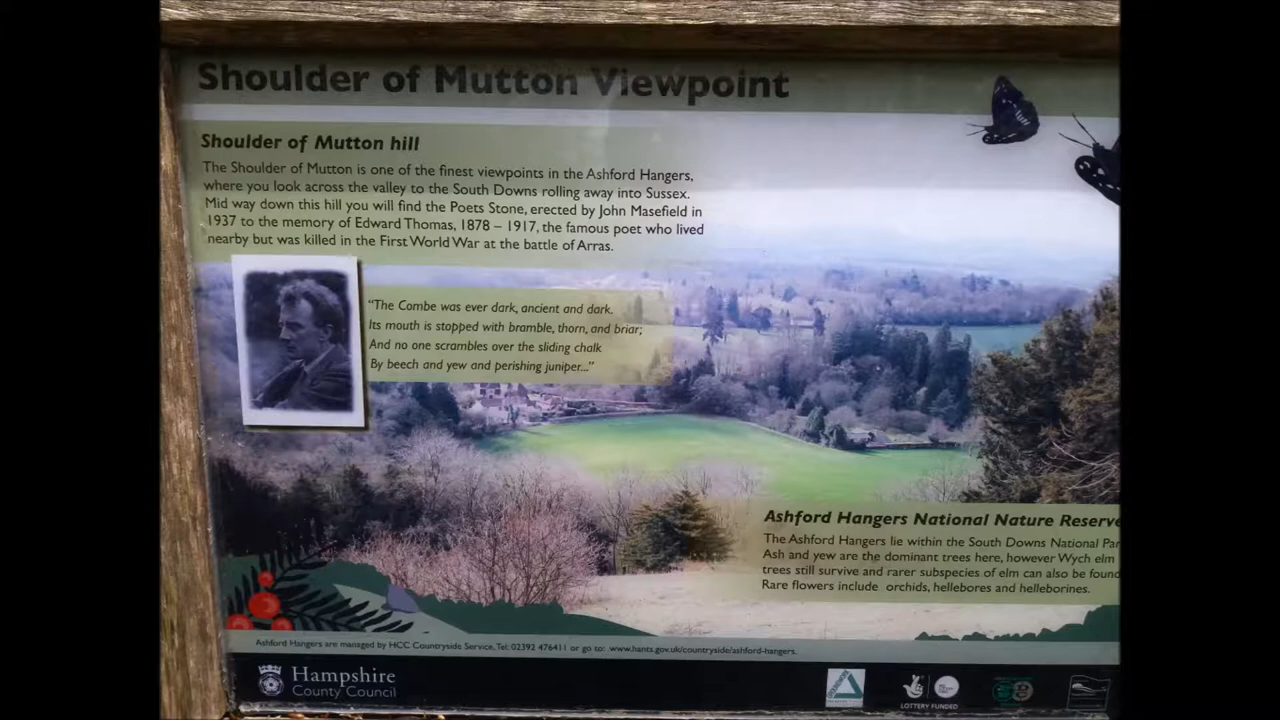 Shoulder of Mutton Viewpoint
Shoulder of Mutton hill
The Shoulder of Mutton is one of the finest viewpoints in the Ashford Hangers,
where you look across the valley to the South Downs rolling away into Sussex.
Mid way down this hill you will find the Poets Stone, erected by John Masefield in
1937 to the memory of Edward Thomas, 1878 – 1917, the famous poet who lived
nearby but was killed in the First World War at the battle of Arras.
“The Combe was ever dark, ancient and dark.
Its mouth is stopped with bramble, thorn, and briar;
And no one scrambles over the sliding chalk
By beech and yew and perishing juniper...”
Ashford Hangers National Nature Reserve
The Ashford Hangers lie within the South Downs National Par
Ash and yew are the dominant trees here, however Wych elm
trees still survive and rarer subspecies of elm can also be found
Rare flowers include orchids, hellebores and helleborines.
Ashford Hangers are managed by HCC Countryside Service, Tel: 02392 476411 or go to: www.hants.gov.uk/countryside/ashford-hangers.
Hampshire
County Council
LOTTERY FUNDED